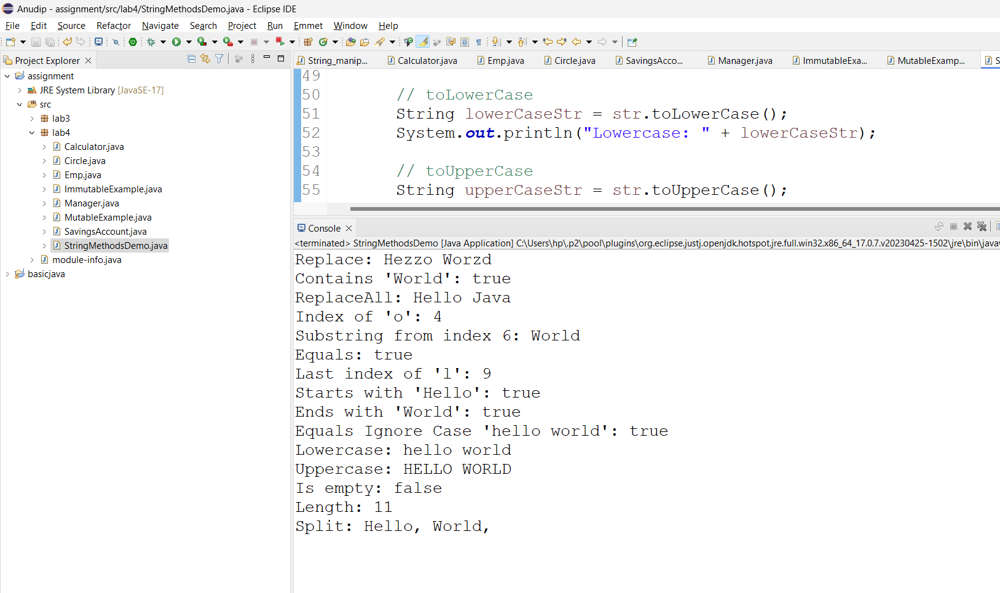 Anudip - assignment/src/lab4/StringMethodsDemo.java - Eclipse IDE
File Edit Source Refactor Navigate Search Project Run Emmet Window Help
Project Explorer
assignment
JRE System Library [JavaSE-17]
src
lab3
lab4
Calculator.java
Circle.java
Emp.java
ImmutableExample.java
Manager.java
MutableExample.java
SavingsAccount.java
StringMethodsDemo.java
module-info.java
basicjava
String_manip... Calculator.java Emp.java Circle.java SavingsAcco... Manager.java ImmutableExa... MutableExamp... S
49
50 // toLowerCase
51 String lowerCaseStr = str.toLowerCase();
52 System.out.println("Lowercase: " + lowerCaseStr);
53
54 // toUpperCase
55 String upperCaseStr = str.toUpperCase();
Console
<terminated> StringMethodsDemo [Java Application] C:\Users\hp\.p2\pool\plugins\org.eclipse.justj.openjdk.hotspot.jre.full.win32.x86_64_17.0.7.v20230425-1502\jre\bin\javaw
Replace: Hezzo Worzd
Contains 'World': true
ReplaceAll: Hello Java
Index of 'o': 4
Substring from index 6: World
Equals: true
Last index of 'l': 9
Starts with 'Hello': true
Ends with 'World': true
Equals Ignore Case 'hello world': true
Lowercase: hello world
Uppercase: HELLO WORLD
Is empty: false
Length: 11
Split: Hello, World,